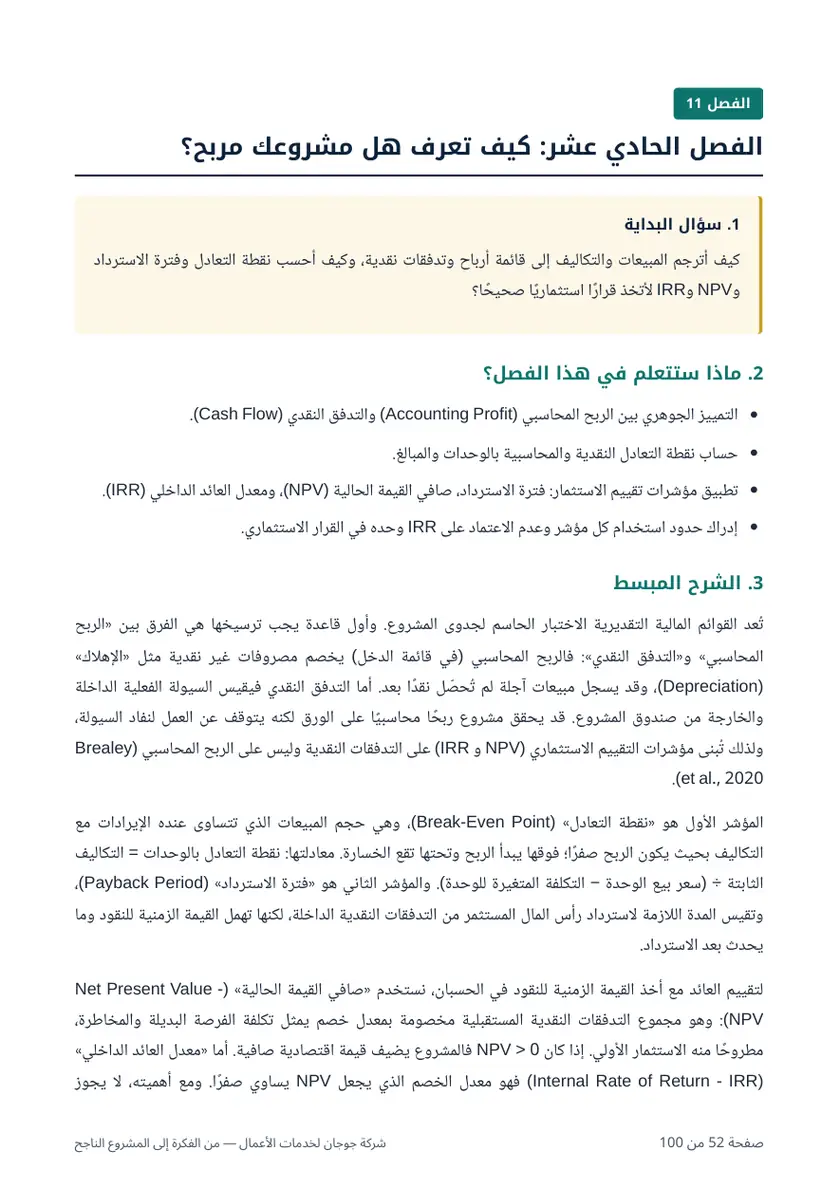 الفصل 11
الفصل الحادي عشر: كيف تعرف هل مشروعك مربح؟
1. سؤال البداية
كيف أترجم المبيعات والتكاليف إلى قائمة أرباح وتدفقات نقدية، وكيف أحسب نقطة التعادل وفترة الاسترداد
وNPV وIRR لأتخذ قرارًا استثماريًا صحيحًا؟
2. ماذا ستتعلم في هذا الفصل؟
• التمييز الجوهري بين الربح المحاسبي (Accounting Profit) والتدفق النقدي (Cash Flow).
• حساب نقطة التعادل النقدية والمحاسبية بالوحدات والمبالغ.
• تطبيق مؤشرات تقييم الاستثمار: فترة الاسترداد، صافي القيمة الحالية (NPV)، ومعدل العائد الداخلي (IRR).
• إدراك حدود استخدام كل مؤشر وعدم الاعتماد على IRR وحده في القرار الاستثماري.
3. الشرح المبسط
تُعد القوائم المالية التقديرية الاختبار الحاسم لجدوى المشروع. وأول قاعدة يجب ترسيخها هي الفرق بين «الربح
المحاسبي» و«التدفق النقدي»: فالربح المحاسبي (في قائمة الدخل) يخصم مصروفات غير نقدية مثل «الإهلاك»
(Depreciation)، وقد يسجل مبيعات آجلة لم تُحصّل نقدًا بعد. أما التدفق النقدي فيقيس السيولة الفعلية الداخلة
والخارجة من صندوق المشروع. قد يحقق مشروع ربحًا محاسبيًا على الورق لكنه يتوقف عن العمل لنفاد السيولة،
ولذلك تُبنى مؤشرات التقييم الاستثماري (NPV و IRR) على التدفقات النقدية وليس على الربح المحاسبي (Brealey
et al., 2020).
المؤشر الأول هو «نقطة التعادل» (Break-Even Point)، وهي حجم المبيعات الذي تتساوى عنده الإيرادات مع
التكاليف بحيث يكون الربح صفرًا؛ فوقها يبدأ الربح وتحتها تقع الخسارة. معادلتها: نقطة التعادل بالوحدات = التكاليف
الثابتة ÷ (سعر بيع الوحدة − التكلفة المتغيرة للوحدة). والمؤشر الثاني هو «فترة الاسترداد» (Payback Period)،
وتقيس المدة اللازمة لاسترداد رأس المال المستثمر من التدفقات النقدية الداخلة، لكنها تهمل القيمة الزمنية للنقود وما
يحدث بعد الاسترداد.
لتقييم العائد مع أخذ القيمة الزمنية للنقود في الحسبان، نستخدم «صافي القيمة الحالية» (Net Present Value -
NPV): وهو مجموع التدفقات النقدية المستقبلية مخصومة بمعدل خصم يمثل تكلفة الفرصة البديلة والمخاطرة،
مطروحًا منه الاستثمار الأولي. إذا كان NPV > 0 فالمشروع يضيف قيمة اقتصادية صافية. أما «معدل العائد الداخلي»
(Internal Rate of Return - IRR) فهو معدل الخصم الذي يجعل NPV يساوي صفرًا. ومع أهميته، لا يجوز
صفحة 52 من 100
شركة جوجان لخدمات الأعمال — من الفكرة إلى المشروع الناجح